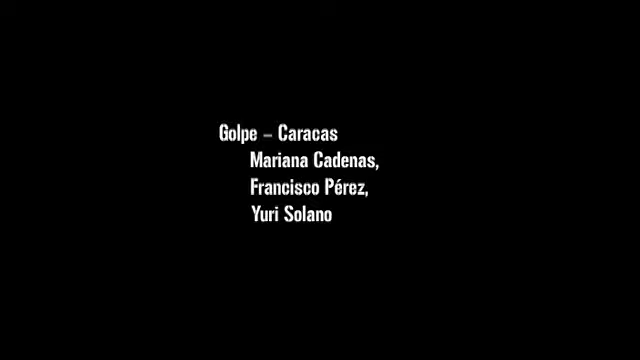 Golpe – Caracas
Mariana Cadenas,
Francisco Pérez,
Yuri Solano